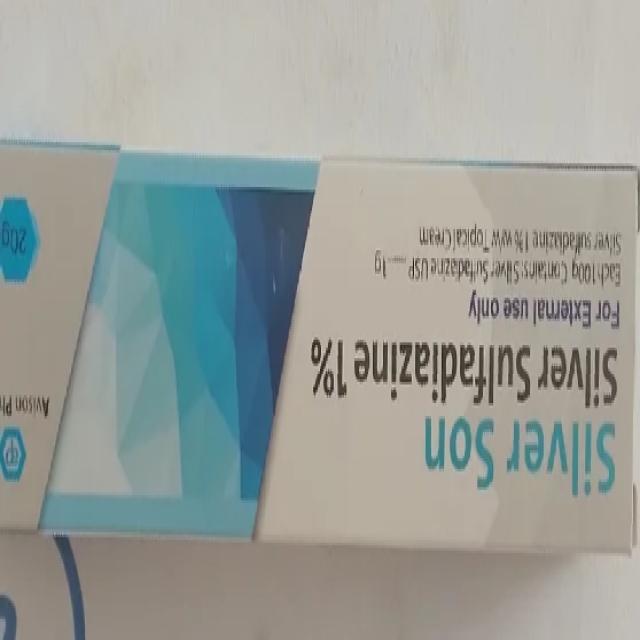 Silver Son
Silver Sulfadiazine 1%
For External use only
Each 100g Contains: Silver Sulfadiazine USP ..... 1g
Silver sulfadiazine 1% w/w Topical Cream
20g
Avison